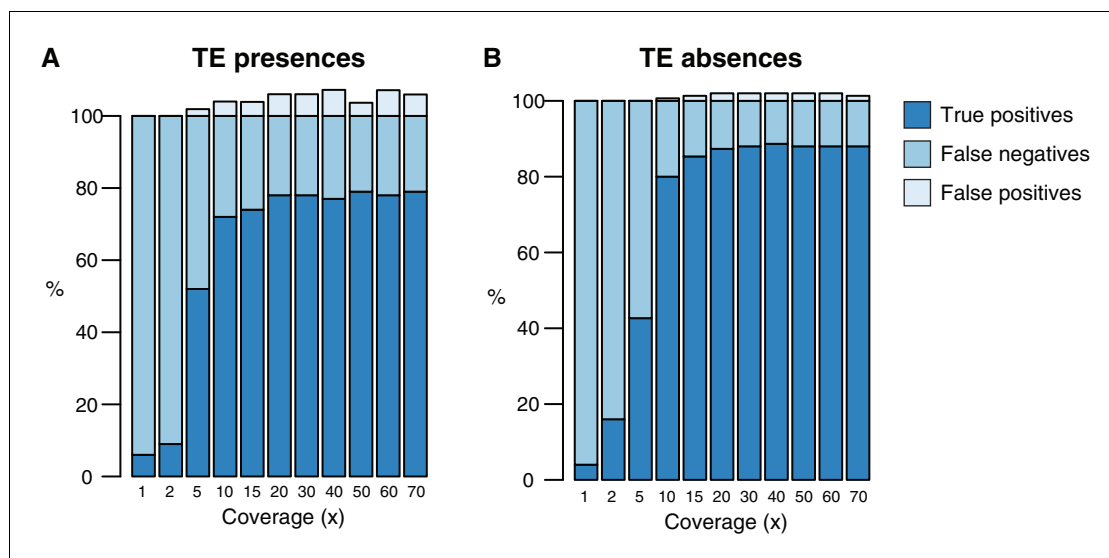 A
TE presences
100
80
60
%
40
20
0
1 2 5 10 15 20 30 40 50 60 70
Coverage (x)
B
TE absences
100
80
60
%
40
20
0
1 2 5 10 15 20 30 40 50 60 70
Coverage (x)
True positives
False negatives
False positives